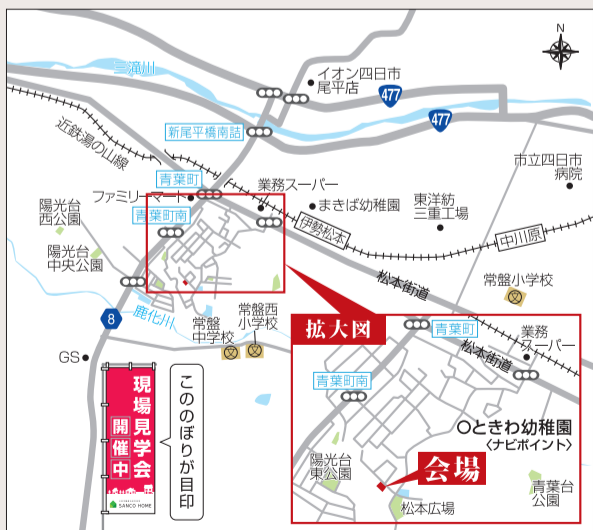 N
三滝川
イオン四日市
尾平店
477
477
新尾平橋南詰
近鉄湯の山線
青葉町
ファミリーマート
業務スーパー
まきば幼稚園
東洋紡
三重工場
市立四日市
病院
青葉町南
伊勢松本
中川原
陽光台
西公園
陽光台
中央公園
松本街道
常盤小学校
8
鹿化川
常盤
中学校
常盤西
小学校
GS
拡大図
青葉町
業務
スーパー
松本街道
青葉町南
ときわ幼稚園
〈ナビポイント〉
陽光台
東公園
会場
松本広場
青葉台
公園
現場見学会
開催中
SANCO HOME
こののぼりが目印